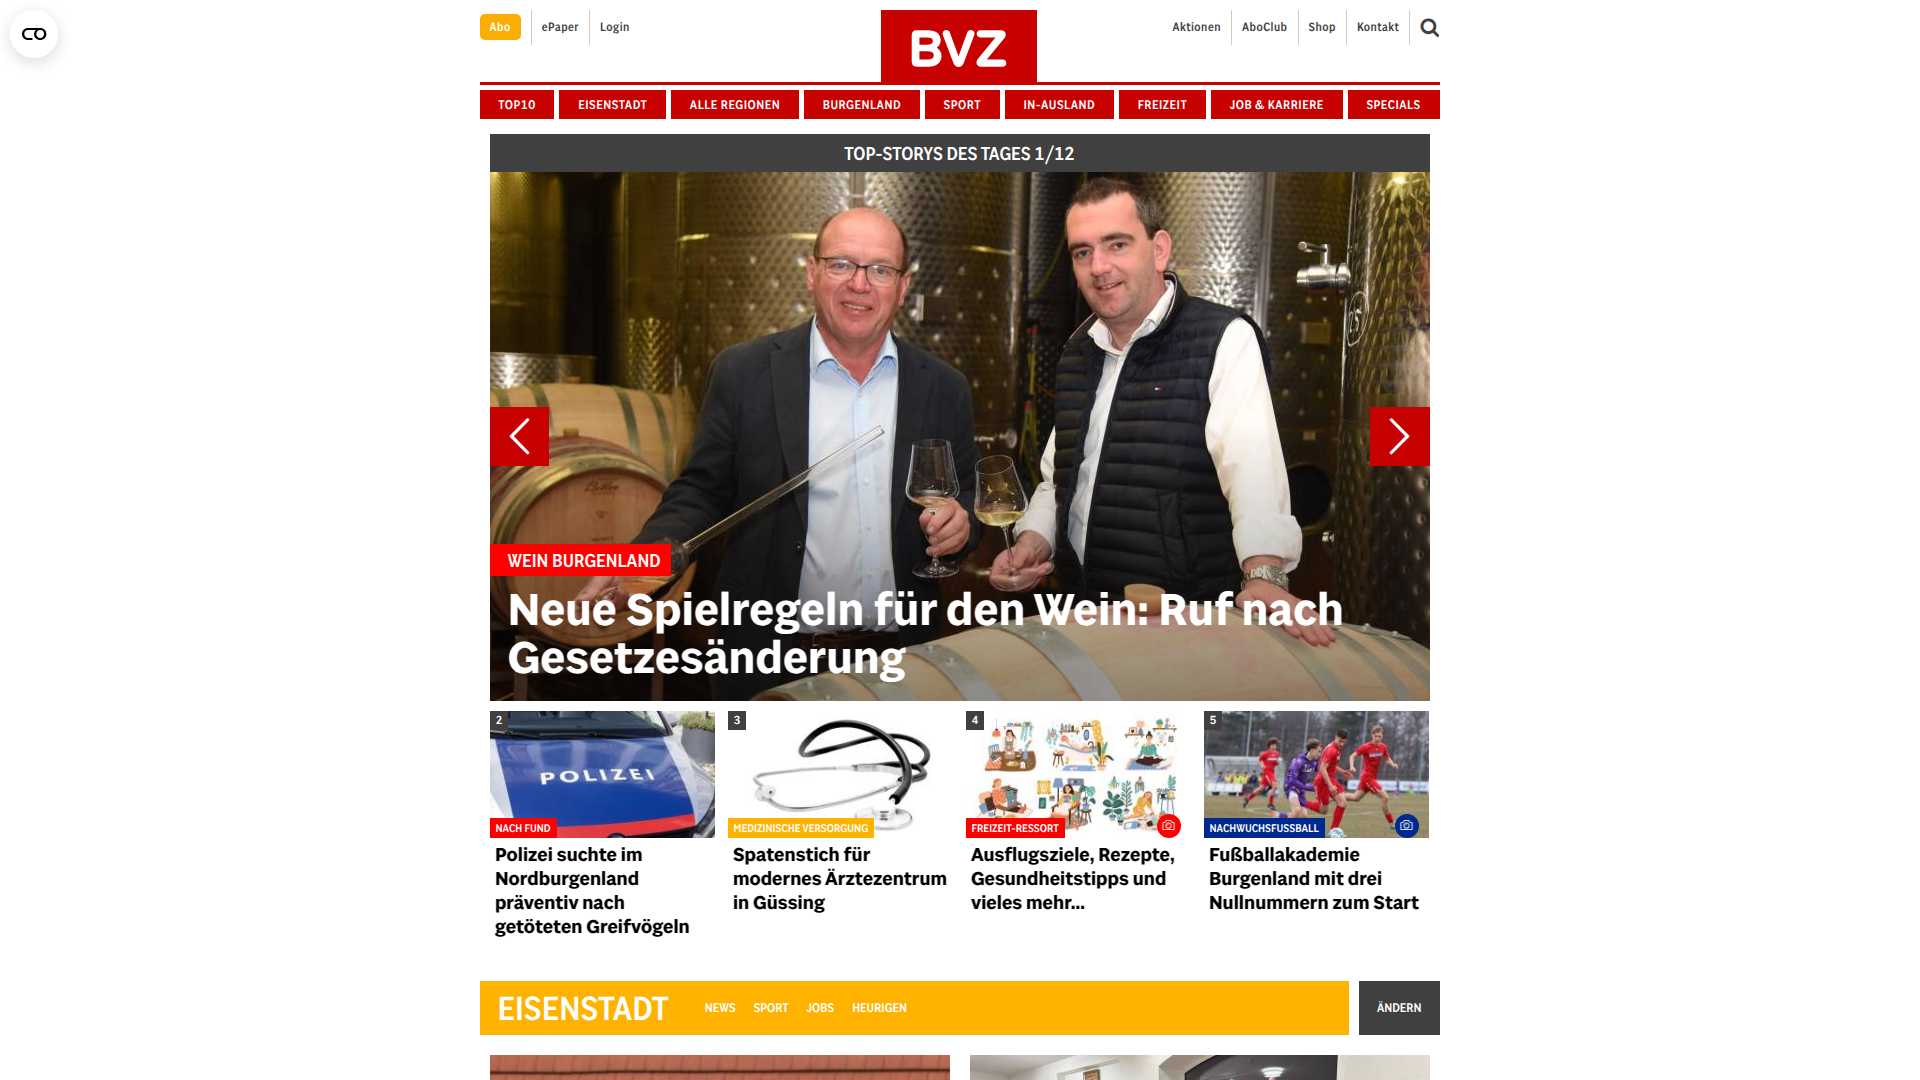 Abo
ePaper
Login
BVZ
Aktionen
AboClub
Shop
Kontakt
TOP10
EISENSTADT
ALLE REGIONEN
BURGENLAND
SPORT
IN-AUSLAND
FREIZEIT
JOB & KARRIERE
SPECIALS
TOP-STORYS DES TAGES 1/12
WEIN BURGENLAND
Neue Spielregeln für den Wein: Ruf nach
Gesetzesänderung
2
POLIZEI
NACH FUND
Polizei suchte im
Nordburgenland
präventiv nach
getöteten Greifvögeln
3
MEDIZINISCHE VERSORGUNG
Spatenstich für
modernes Ärztezentrum
in Güssing
4
FREIZEIT-RESSORT
Ausflugsziele, Rezepte,
Gesundheitstipps und
vieles mehr...
5
NACHWUCHSFUSSBALL
Fußballakademie
Burgenland mit drei
Nullnummern zum Start
EISENSTADT
NEWS
SPORT
JOBS
HEURIGEN
ÄNDERN